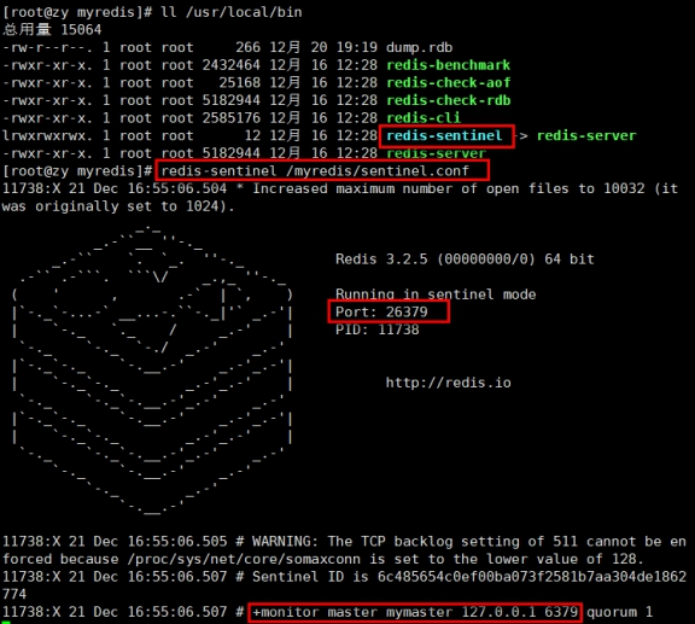 [root@zy myredis]# ll /usr/local/bin
总用量 15064
-rw-r--r--. 1 root root     266 12月 20 19:19 dump.rdb
-rwxr-xr-x. 1 root root 2432464 12月 16 12:28 redis-benchmark
-rwxr-xr-x. 1 root root   25168 12月 16 12:28 redis-check-aof
-rwxr-xr-x. 1 root root 5182944 12月 16 12:28 redis-check-rdb
-rwxr-xr-x. 1 root root 2585176 12月 16 12:28 redis-cli
lrwxrwxrwx. 1 root root      12 12月 16 12:28 redis-sentinel -> redis-server
-rwxr-xr-x. 1 root root 5182944 12月 16 12:28 redis-server
[root@zy myredis]# redis-sentinel /myredis/sentinel.conf
11738:X 21 Dec 16:55:06.504 * Increased maximum number of open files to 10032 (it
was originally set to 1024).
Redis 3.2.5 (00000000/0) 64 bit
Running in sentinel mode
Port: 26379
PID: 11738
http://redis.io
11738:X 21 Dec 16:55:06.505 # WARNING: The TCP backlog setting of 511 cannot be en
forced because /proc/sys/net/core/somaxconn is set to the lower value of 128.
11738:X 21 Dec 16:55:06.507 # Sentinel ID is 6c485654c0ef00ba073f2581b7aa304de1862
774
11738:X 21 Dec 16:55:06.507 # +monitor master mymaster 127.0.0.1 6379 quorum 1